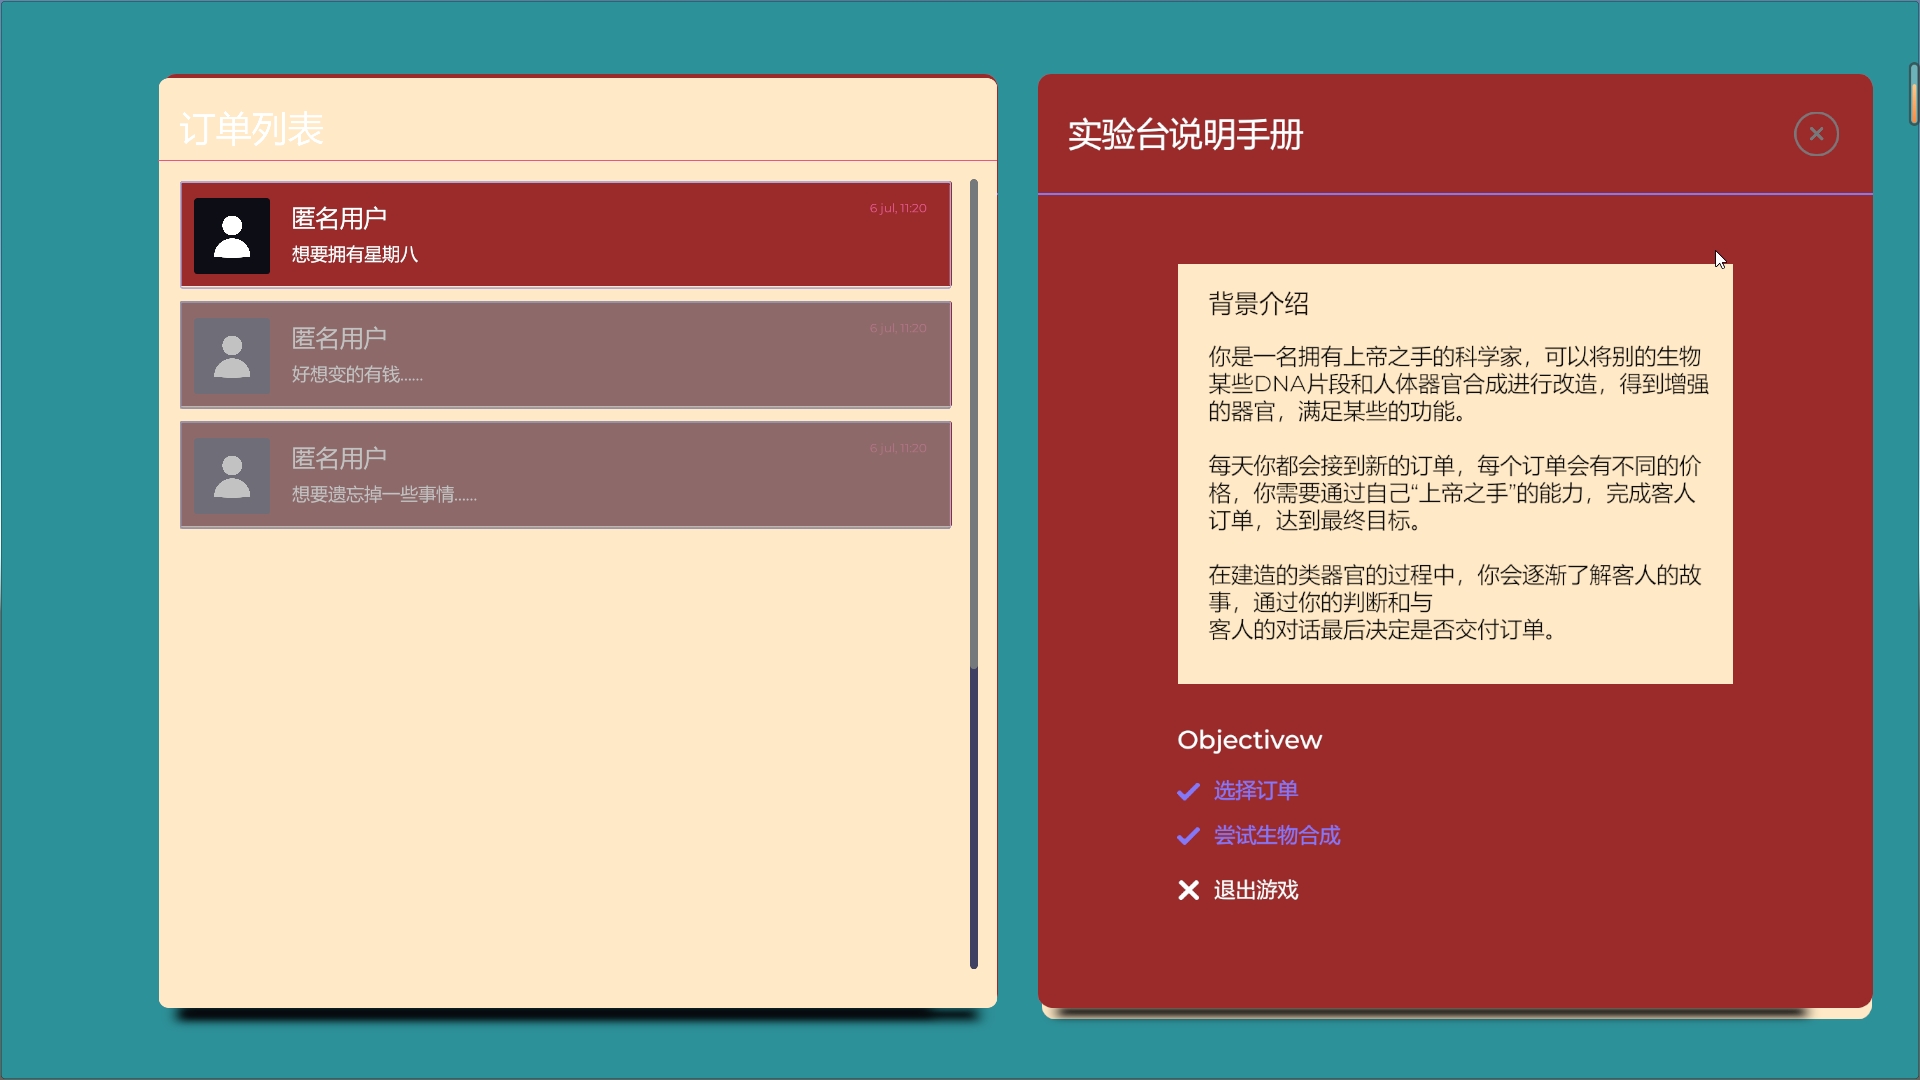 订单列表
匿名用户
6 jul, 11:20
想要拥有星期八
匿名用户
6 jul, 11:20
好想变的有钱......
匿名用户
6 jul, 11:20
想要遗忘掉一些事情......
实验台说明手册
背景介绍
你是一名拥有上帝之手的科学家，可以将别的生物
某些DNA片段和人体器官合成进行改造，得到增强
的器官，满足某些的功能。
每天你都会接到新的订单，每个订单会有不同的价
格，你需要通过自己“上帝之手”的能力，完成客人
订单，达到最终目标。
在建造的类器官的过程中，你会逐渐了解客人的故
事，通过你的判断和与
客人的对话最后决定是否交付订单。
Objectivew
选择订单
尝试生物合成
退出游戏